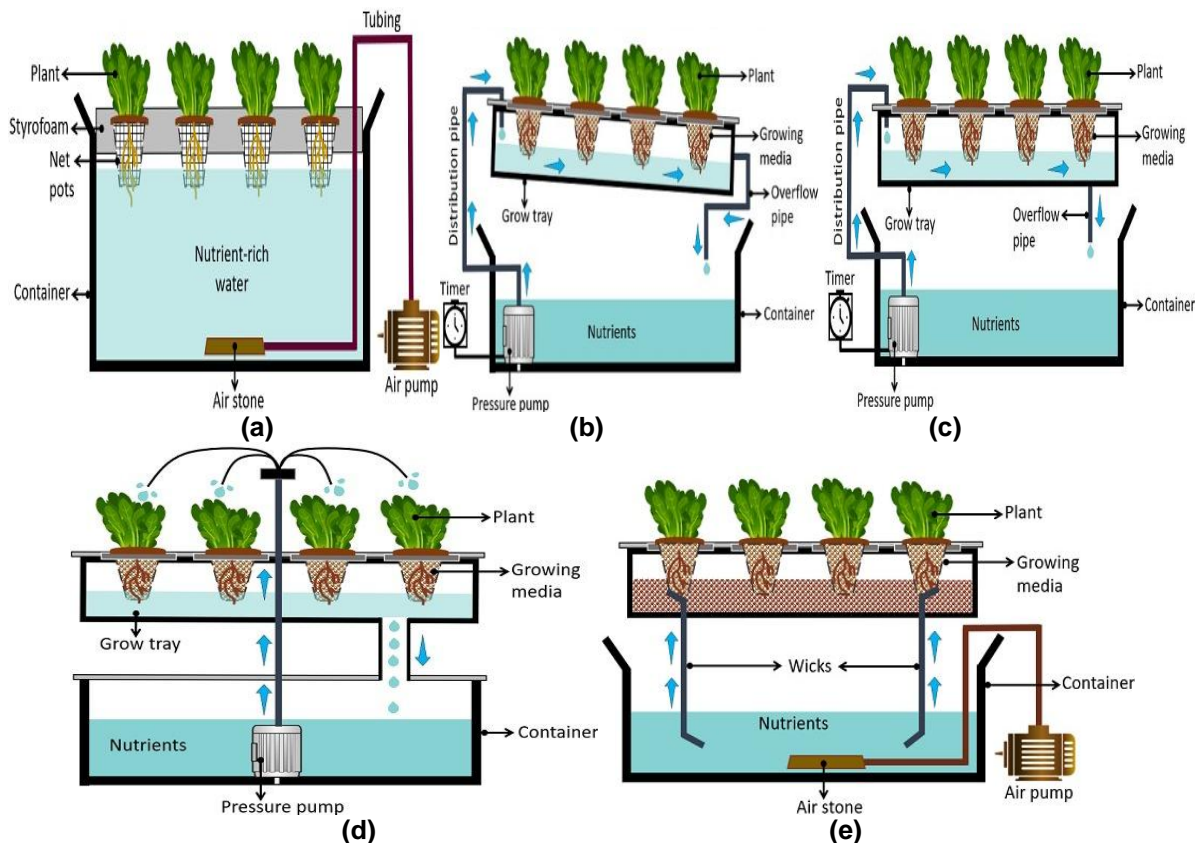 Tubing
Plant
Styrofoam
Net
pots
Nutrient-rich
water
Container
Air stone
Air pump
(a)
Plant
Growing
media
Distribution pipe
Grow tray
Overflow
pipe
Timer
Nutrients
Container
Pressure pump
(b)
Plant
Growing
media
Distribution pipe
Grow tray
Overflow
pipe
Timer
Nutrients
Container
Pressure pump
(c)
Plant
Growing
media
Grow tray
Nutrients
Container
Pressure pump
(d)
Plant
Growing
media
Wicks
Container
Nutrients
Air stone
Air pump
(e)